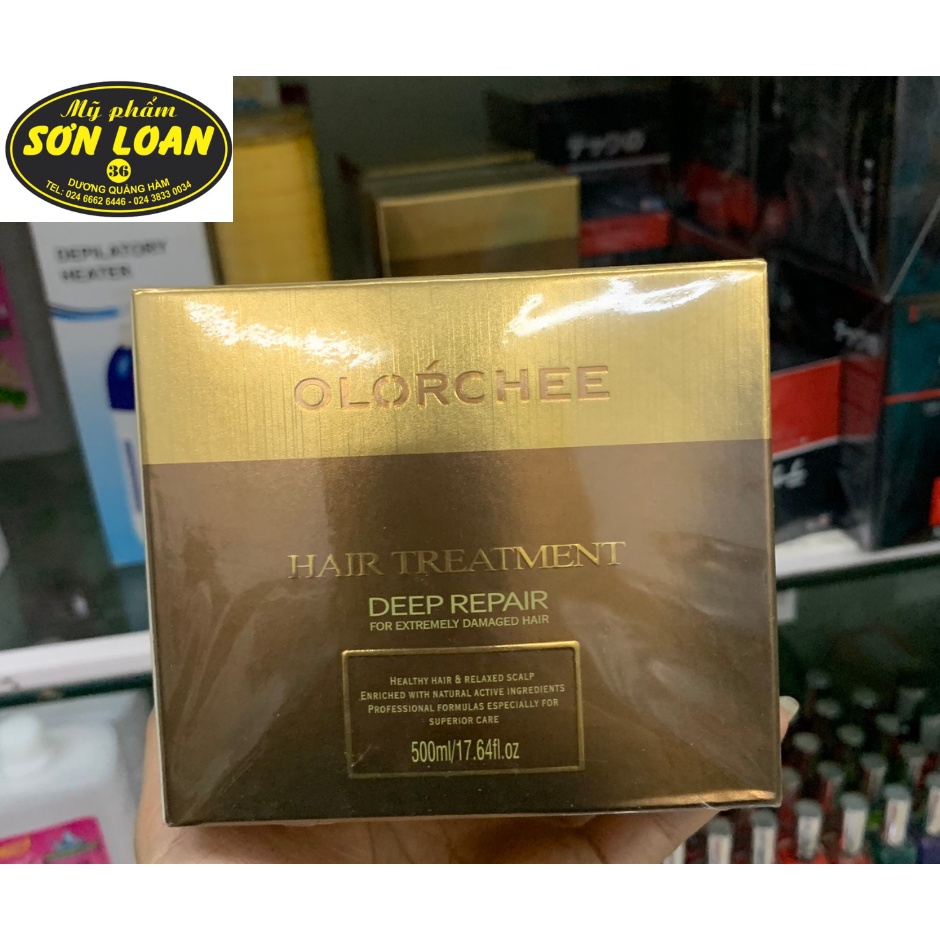 Mỹ phẩm
SƠN LOAN
36
DƯƠNG QUẢNG HÀM
TEL: 024 6662 6446 - 024 3833 0034
DEPILATORY
HEATER
OLORCHEE
HAIR TREATMENT
DEEP REPAIR
FOR EXTREMELY DAMAGED HAIR
HEALTHY HAIR & RELAXED SCALP
ENRICHED WITH NATURAL ACTIVE INGREDIENTS
PROFESSIONAL FORMULAS ESPECIALLY FOR
SUPERIOR CARE
500ml/17.64fl.oz